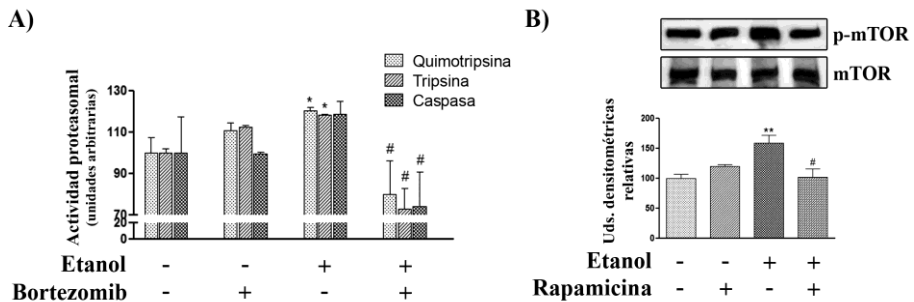 A)
Quimotripsina
Tripsina
Caspasa
Actividad proteasomal
(unidades arbitrarias)
130
110
90
70
20
0
* *
# # #
Etanol - - + +
Bortezomib - + - +
B)
p-mTOR
mTOR
Uds. densitométricas
relativas
200
150
100
50
0
**
#
Etanol - - + +
Rapamicina - + - +